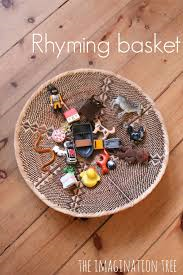 Rhyming basket
THE IMAGINATION TREE